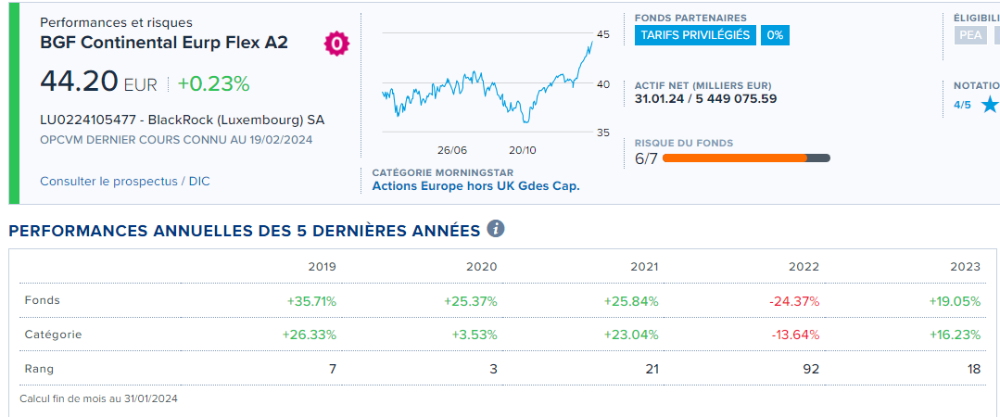 Performances et risques
BGF Continental Eurp Flex A2
0
44.20 EUR +0.23%
LU0224105477 - BlackRock (Luxembourg) SA
OPCVM DERNIER COURS CONNU AU 19/02/2024
Consulter le prospectus / DIC
45
40
35
26/06 20/10
CATÉGORIE MORNINGSTAR
Actions Europe hors UK Gdes Cap.
FONDS PARTENAIRES
TARIFS PRIVILÉGIÉS 0%
ACTIF NET (MILLIERS EUR)
31.01.24 / 5 449 075.59
RISQUE DU FONDS
6/7
ÉLIGIBILI
PEA
NOTATIO
4/5
PERFORMANCES ANNUELLES DES 5 DERNIÈRES ANNÉES i
2019 2020 2021 2022 2023
Fonds +35.71% +25.37% +25.84% -24.37% +19.05%
Catégorie +26.33% +3.53% +23.04% -13.64% +16.23%
Rang 7 3 21 92 18
Calcul fin de mois au 31/01/2024